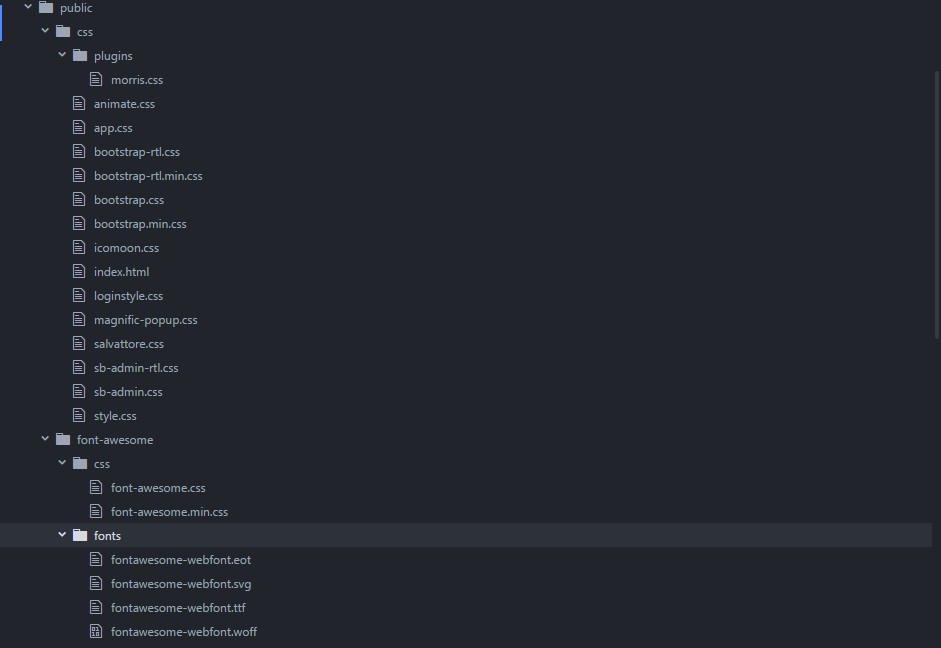 public
css
plugins
morris.css
animate.css
app.css
bootstrap-rtl.css
bootstrap-rtl.min.css
bootstrap.css
bootstrap.min.css
icomoon.css
index.html
loginstyle.css
magnific-popup.css
salvattore.css
sb-admin-rtl.css
sb-admin.css
style.css
font-awesome
css
font-awesome.css
font-awesome.min.css
fonts
fontawesome-webfont.eot
fontawesome-webfont.svg
fontawesome-webfont.ttf
fontawesome-webfont.woff